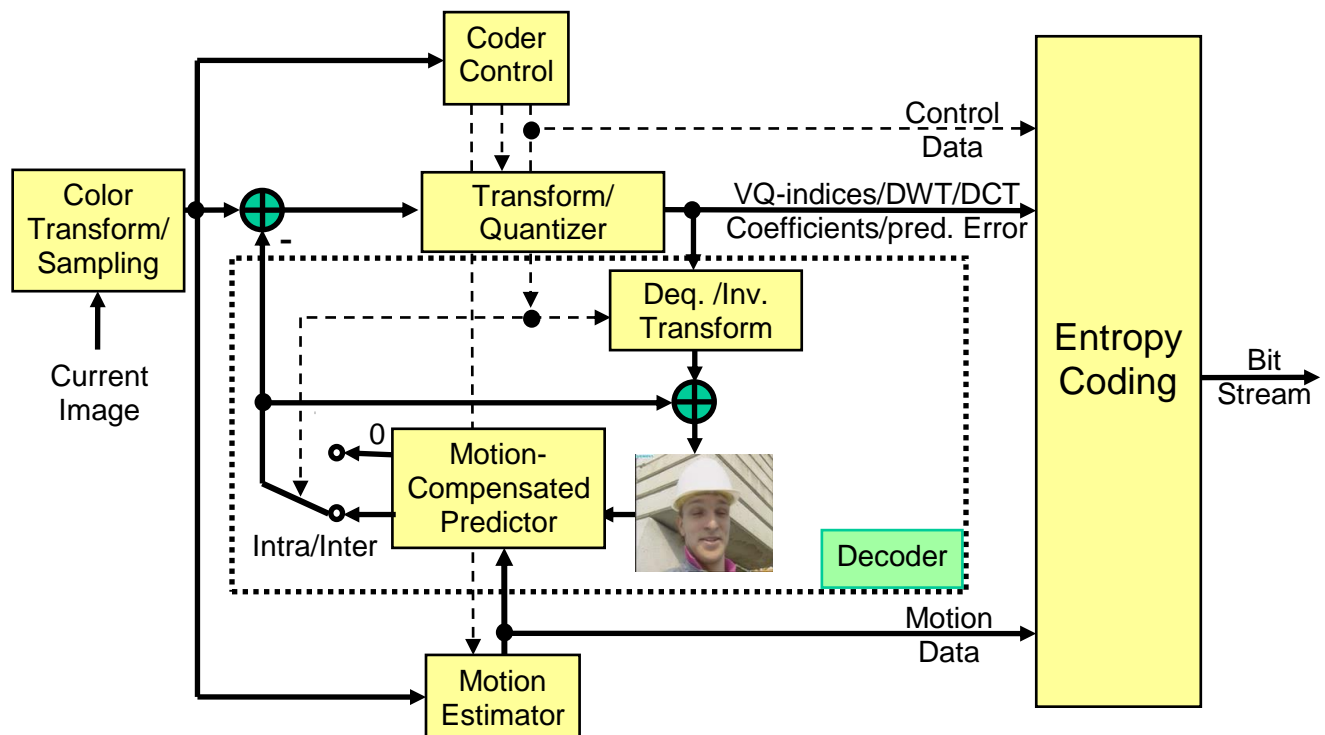 Coder
Control
Control
Data
Color
Transform/
Sampling
-
Transform/
Quantizer
VQ-indices/DWT/DCT
Coefficients/pred. Error
Deq. /Inv.
Transform
Current
Image
Entropy
Coding
Bit
Stream
0
Motion-
Compensated
Predictor
Intra/Inter
Decoder
Motion
Data
Motion
Estimator